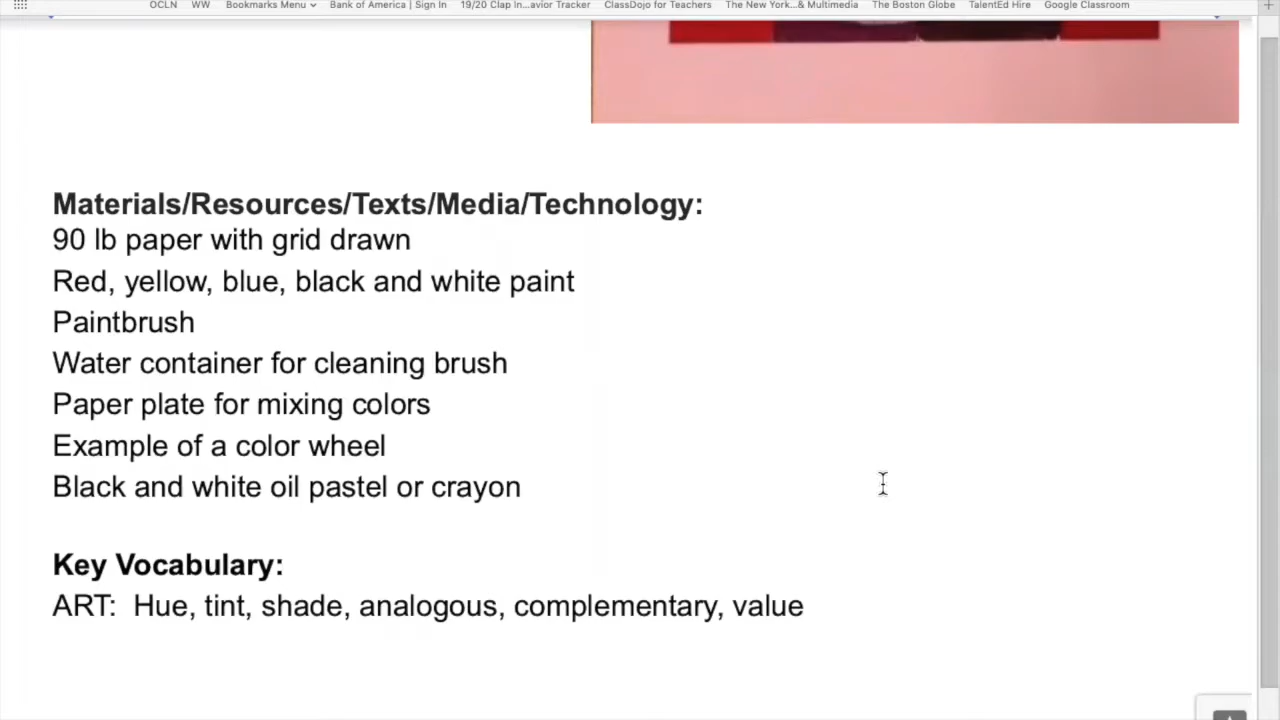 OCLN WW Bookmarks Menu Bank of America | Sign In 19/20 Clap In...avior Tracker ClassDojo for Teachers The New York...& Multimedia The Boston Globe TalentEd Hire Google Classroom
Materials/Resources/Texts/Media/Technology:
90 lb paper with grid drawn
Red, yellow, blue, black and white paint
Paintbrush
Water container for cleaning brush
Paper plate for mixing colors
Example of a color wheel
Black and white oil pastel or crayon
Key Vocabulary:
ART: Hue, tint, shade, analogous, complementary, value